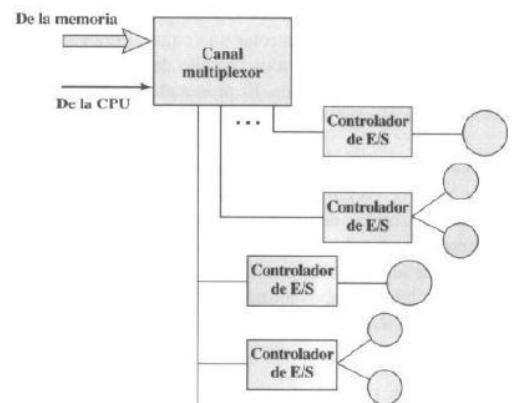 De la memoria
De la CPU
Canal
multiplexor
...
Controlador
de E/S
Controlador
de E/S
Controlador
de E/S
Controlador
de E/S